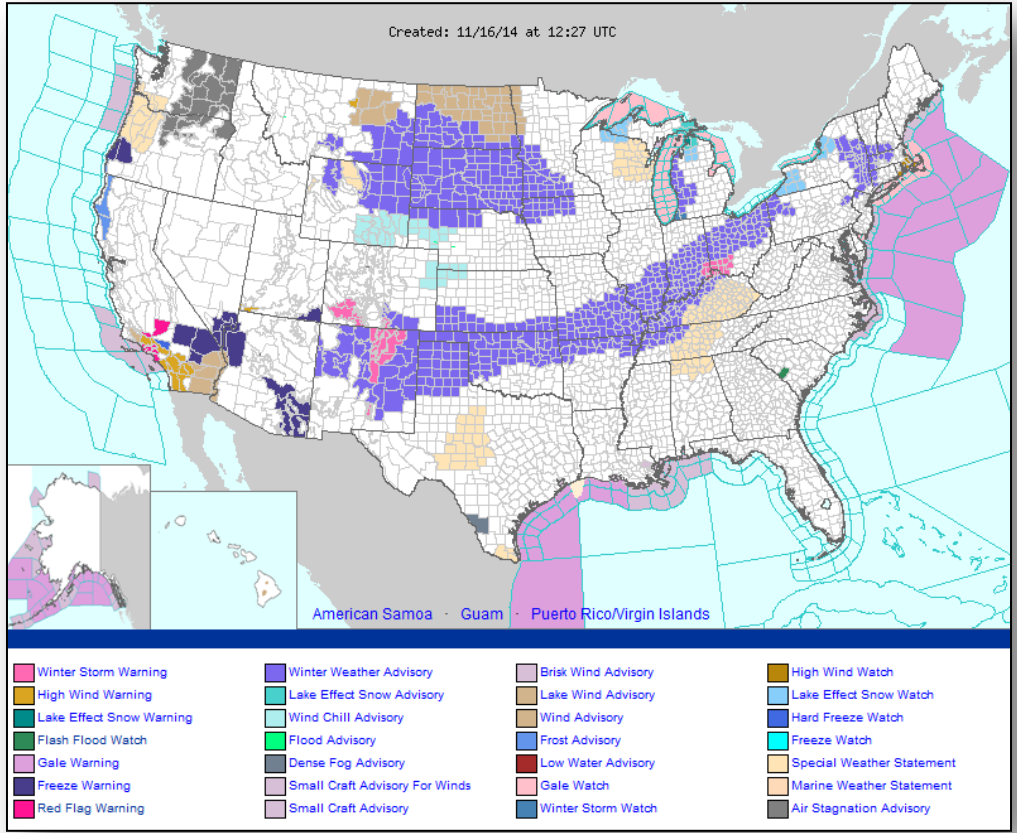 Created: 11/16/14 at 12:27 UTC
American Samoa - Guam - Puerto Rico/Virgin Islands
Winter Storm Warning Winter Weather Advisory Brisk Wind Advisory High Wind Watch
High Wind Warning Lake Effect Snow Advisory Lake Wind Advisory Lake Effect Snow Watch
Lake Effect Snow Warning Wind Chill Advisory Wind Advisory Hard Freeze Watch
Flash Flood Watch Flood Advisory Frost Advisory Freeze Watch
Gale Warning Dense Fog Advisory Low Water Advisory Special Weather Statement
Freeze Warning Small Craft Advisory For Winds Gale Watch Marine Weather Statement
Red Flag Warning Small Craft Advisory Winter Storm Watch Air Stagnation Advisory